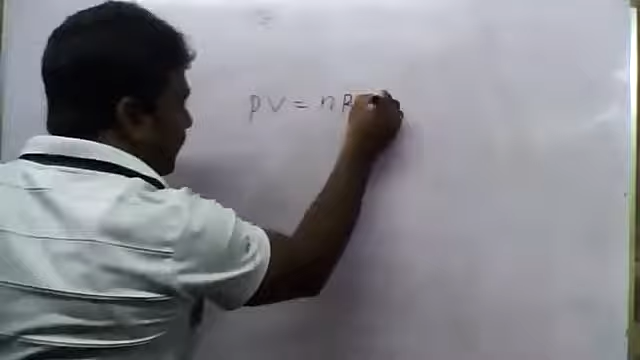 PV = nR